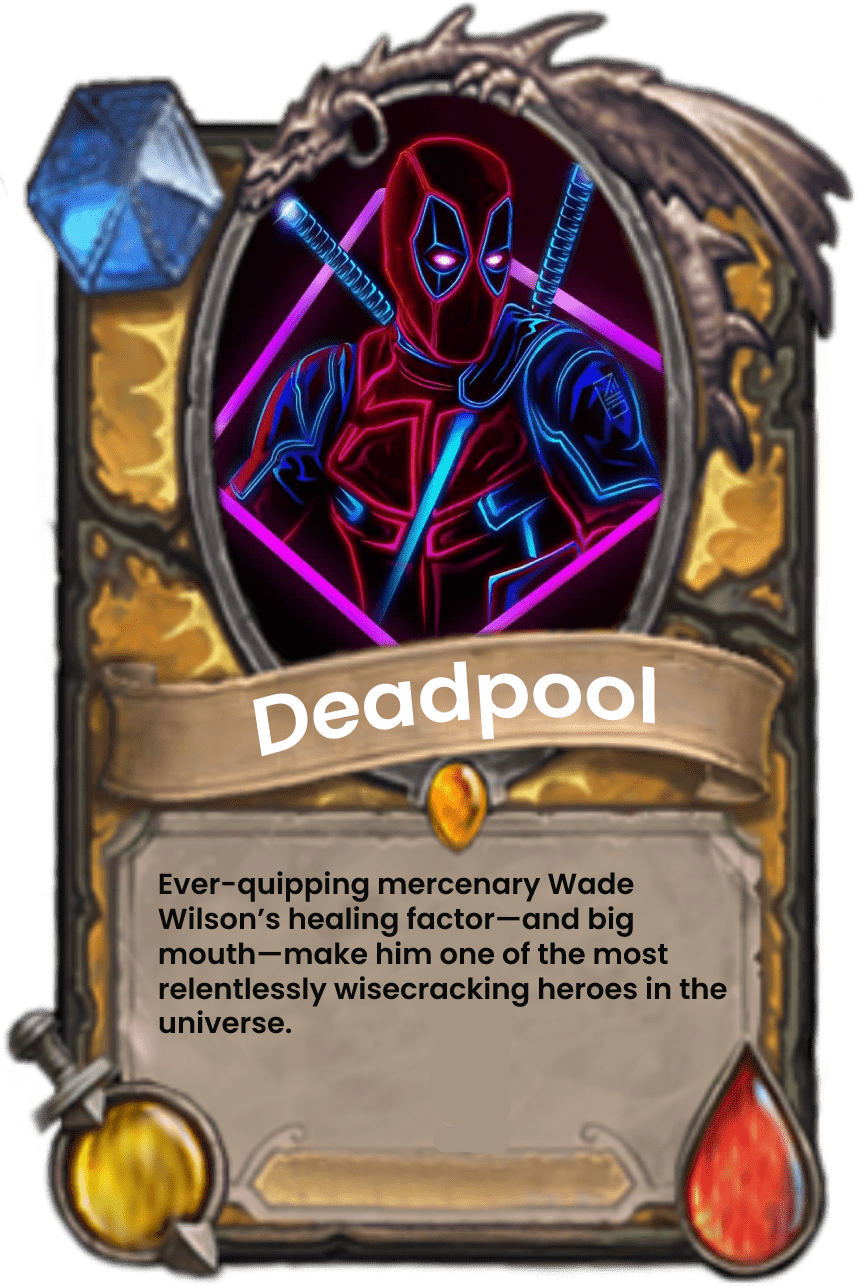 Deadpool
Ever-quipping mercenary Wade
Wilson’s healing factor—and big
mouth—make him one of the most
relentlessly wisecracking heroes in the
universe.